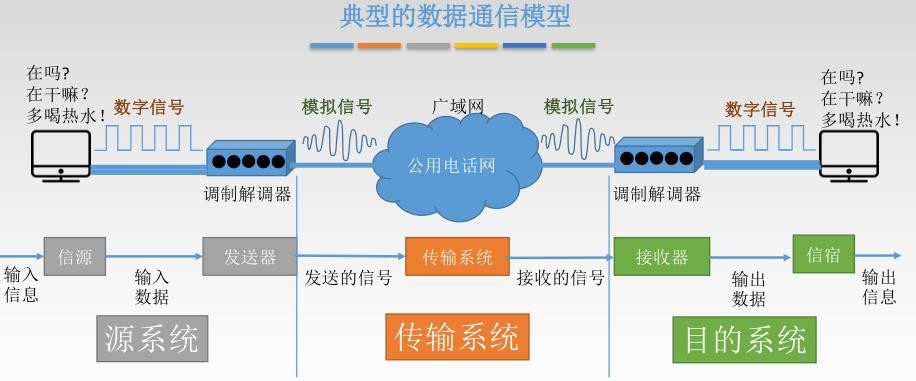 典型的数据通信模型
在吗?
在干嘛?
多喝热水!
数字信号
模拟信号
广域网
模拟信号
数字信号
在吗?
在干嘛?
多喝热水!
公用电话网
调制解调器
调制解调器
信源
发送器
传输系统
接收器
信宿
输入
信息
输入
数据
发送的信号
接收的信号
输出
数据
输出
信息
源系统
传输系统
目的系统